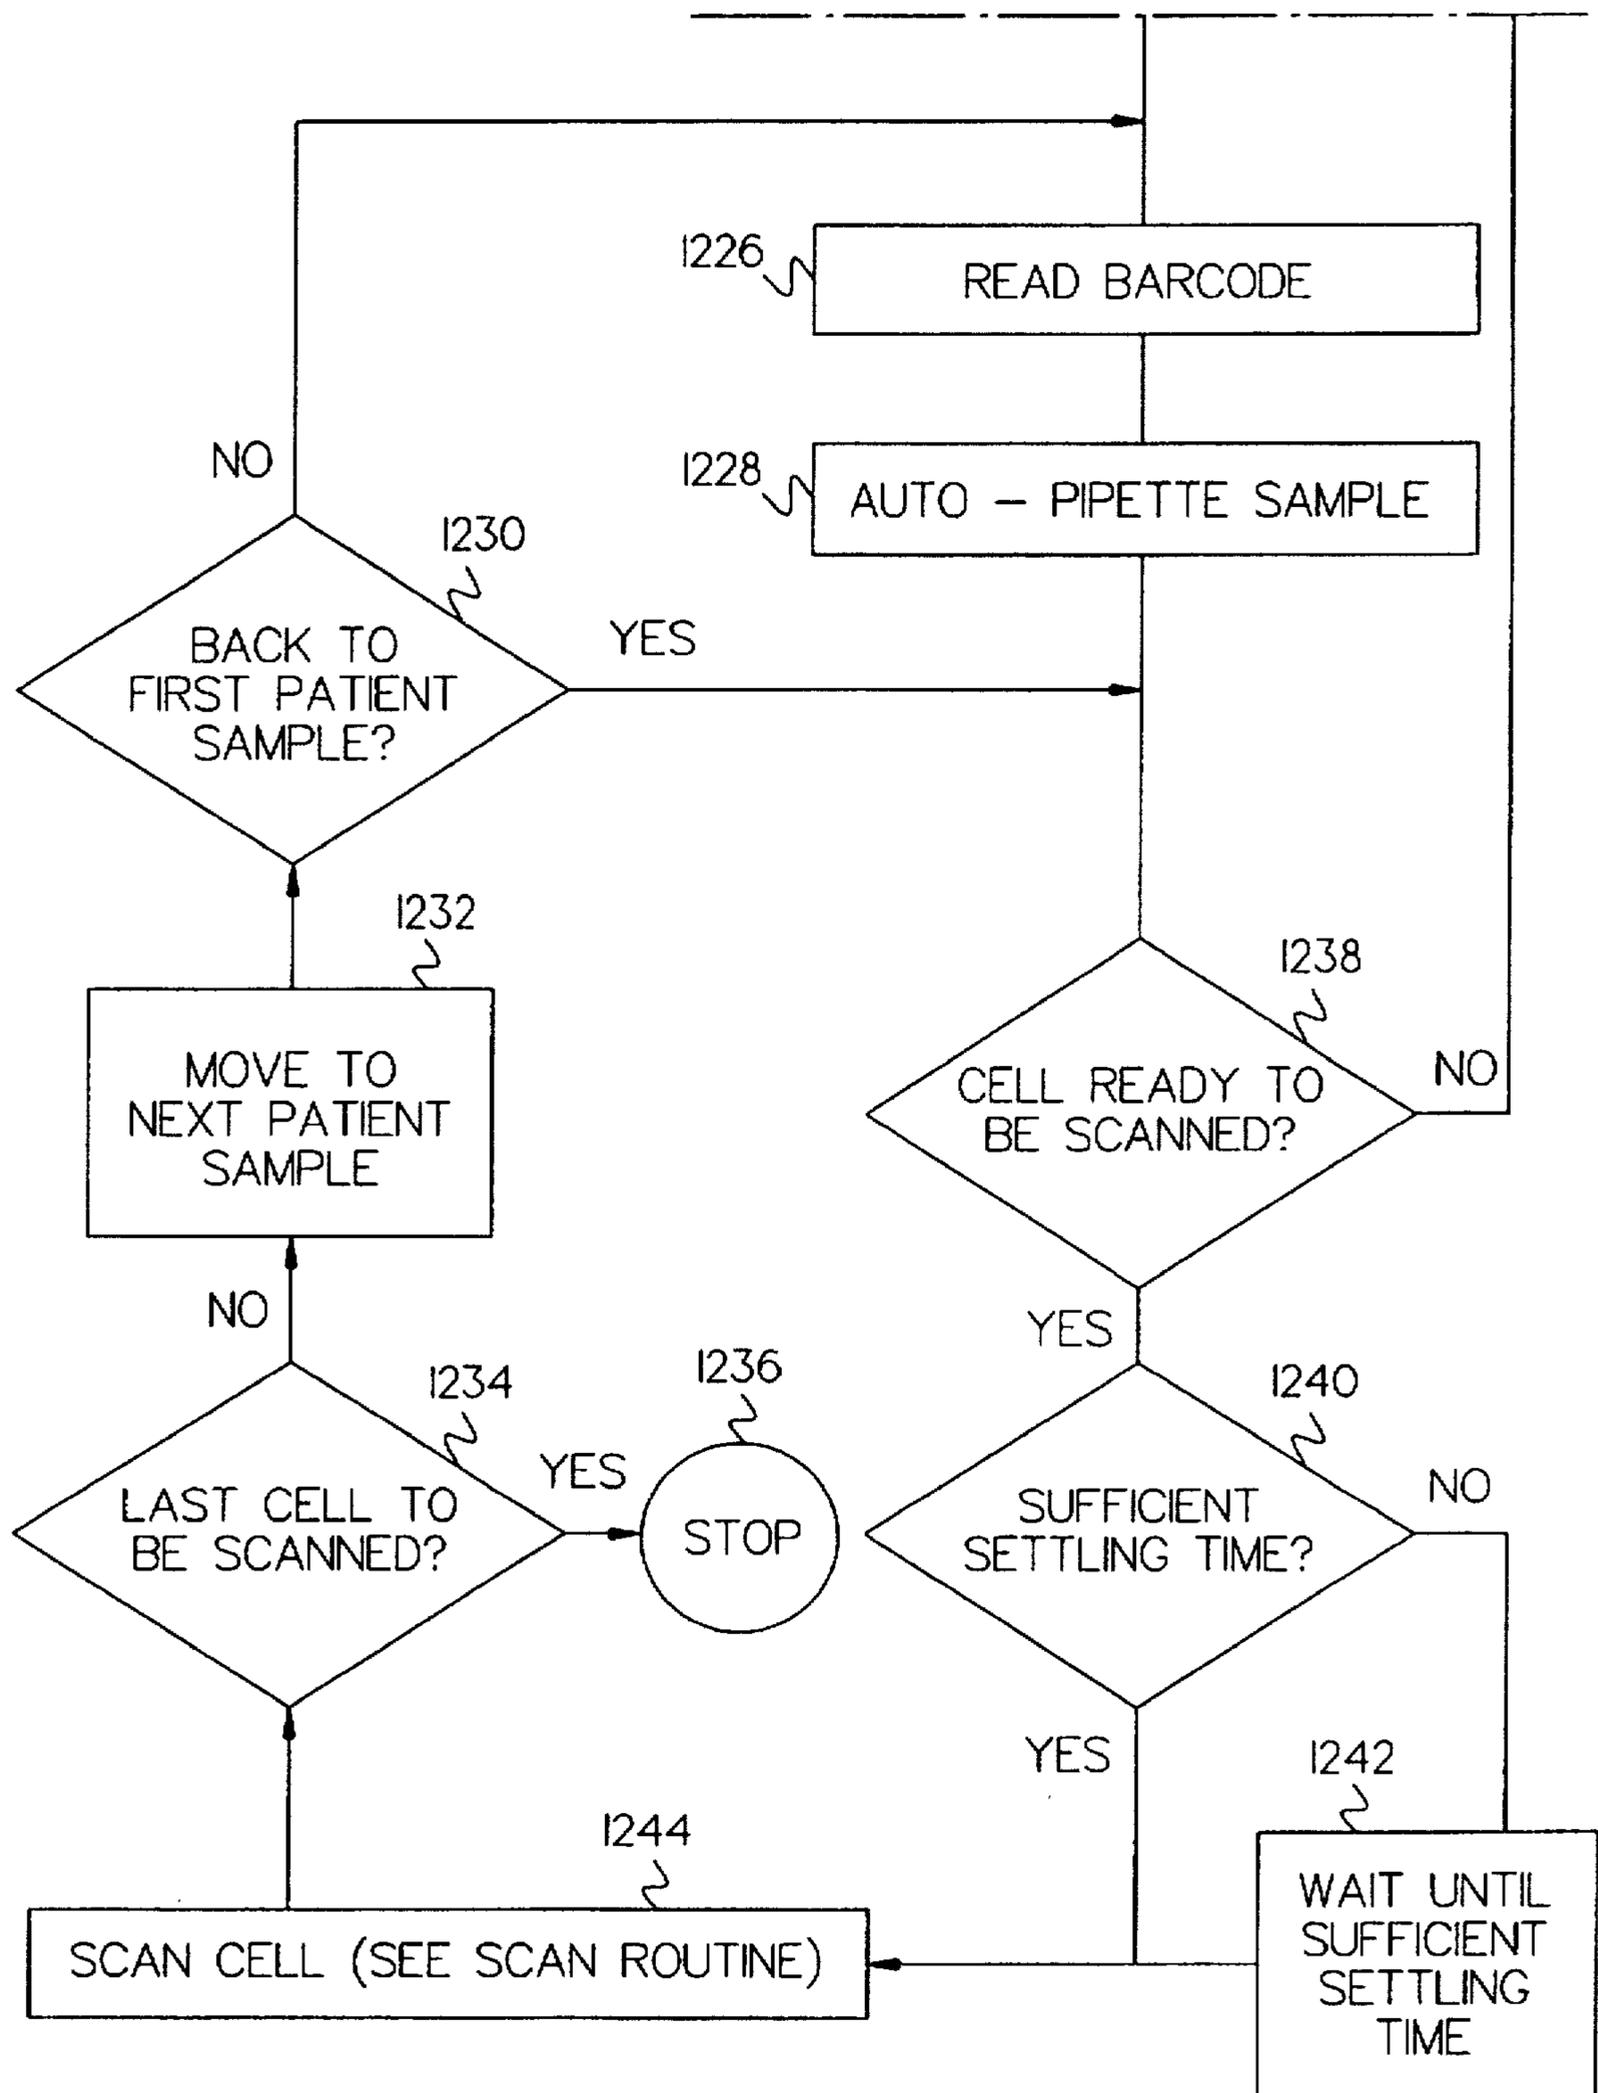 1226
READ BARCODE
NO
1228
AUTO - PIPETTE SAMPLE
1230
BACK TO
FIRST PATIENT
SAMPLE?
YES
1232
MOVE TO
NEXT PATIENT
SAMPLE
1238
CELL READY TO
BE SCANNED?
NO
NO
YES
1234
LAST CELL TO
BE SCANNED?
YES
1236
STOP
1240
SUFFICIENT
SETTLING TIME?
NO
YES
1242
WAIT UNTIL
SUFFICIENT
SETTLING
TIME
1244
SCAN CELL (SEE SCAN ROUTINE)